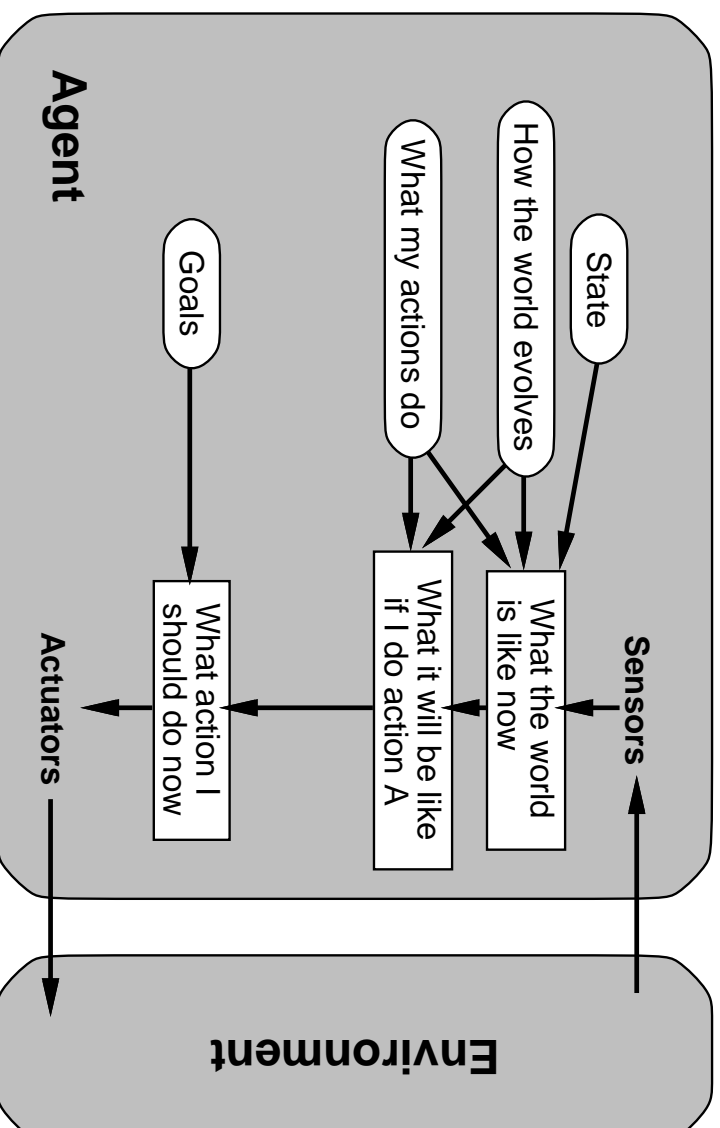 Sensors
State
How the world evolves
What my actions do
What the world
is like now
What it will be like
if I do action A
Goals
What action I
should do now
Agent
Actuators
Environment